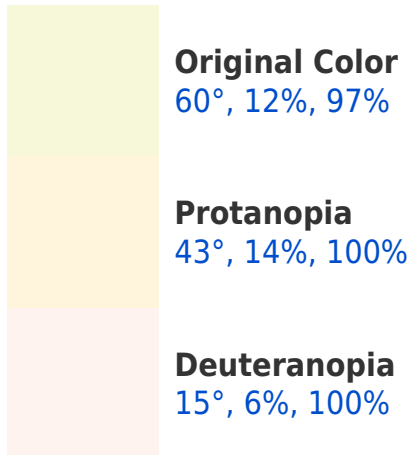 Original Color
60°, 12%, 97%
Protanopia
43°, 14%, 100%
Deuteranopia
15°, 6%, 100%